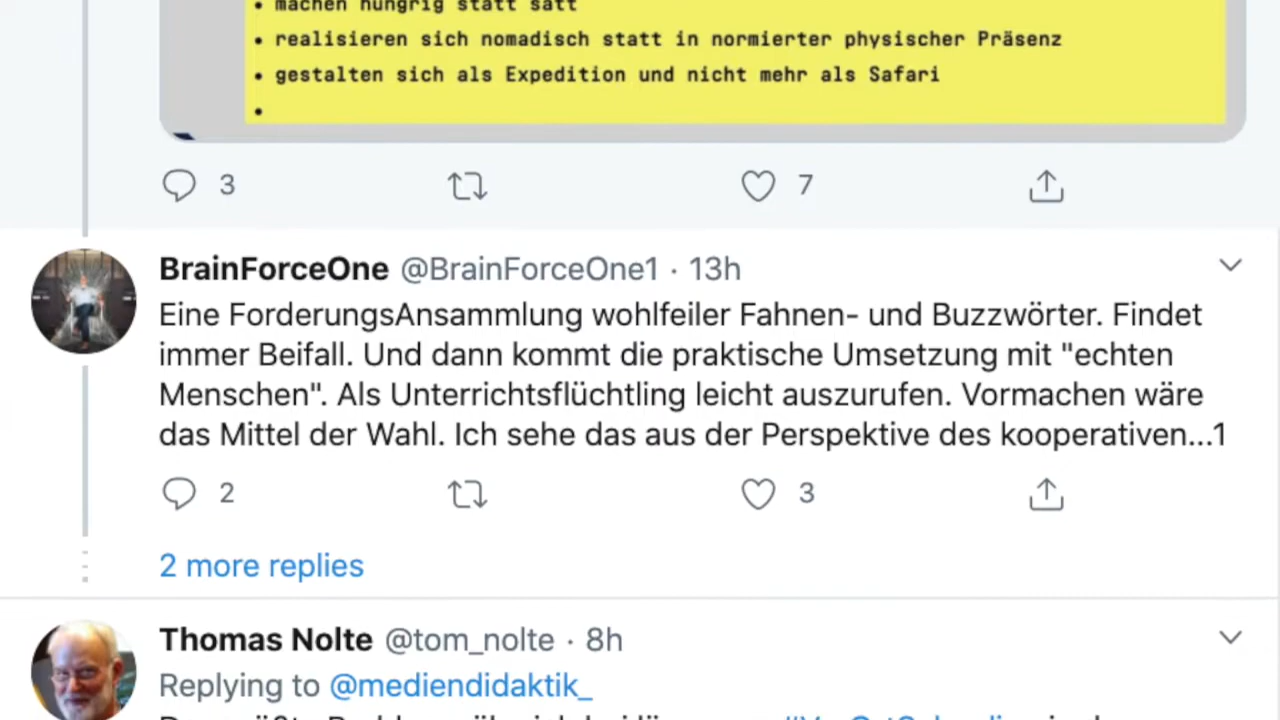 • machen hungrig statt satt
• realisieren sich nomadisch statt in normierter physischer Präsenz
• gestalten sich als Expedition und nicht mehr als Safari
•
3 7
BrainForceOne @BrainForceOne1 · 13h
Eine ForderungsAnsammlung wohlfeiler Fahnen- und Buzzwörter. Findet
immer Beifall. Und dann kommt die praktische Umsetzung mit "echten
Menschen". Als Unterrichtsflüchtling leicht auszurufen. Vormachen wäre
das Mittel der Wahl. Ich sehe das aus der Perspektive des kooperativen...1
2 3
2 more replies
Thomas Nolte @tom_nolte · 8h
Replying to @mediendidaktik_